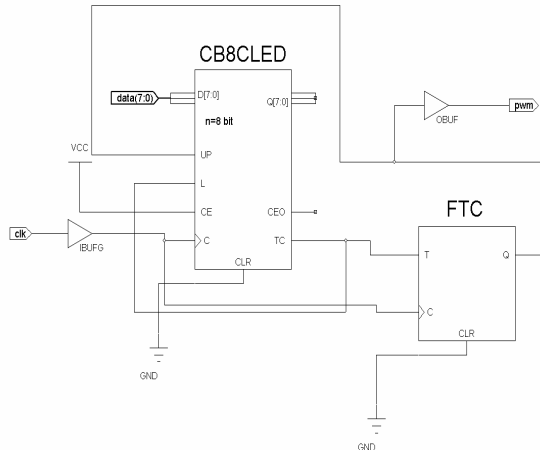 CB8CLED
data(7:0)
D[7:0]
Q[7:0]
n=8 bit
OBUF
pwm
VCC
UP
L
CE
CEO
FTC
clk
IBUFG
C
TC
T
Q
CLR
C
CLR
GND
GND